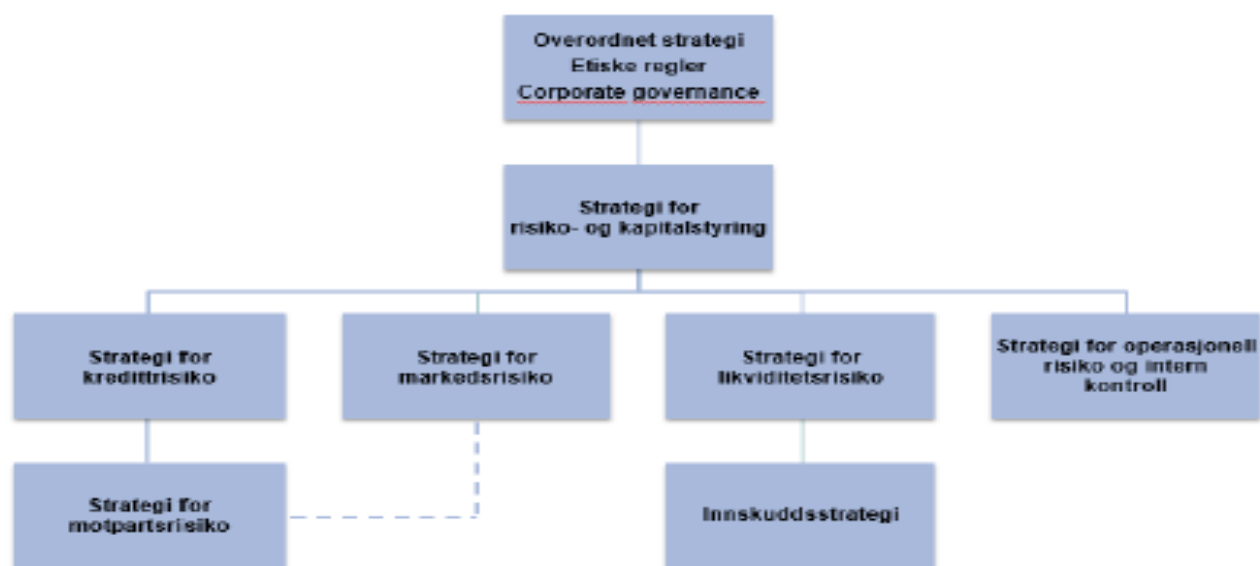 Overordnet strategi
Etiske regler
Corporate governance
Strategi for
risiko- og kapitalstyring
Strategi for
kredittrisiko
Strategi for
markedsrisiko
Strategi for
likviditetsrisiko
Strategi for operasjonell
risiko og intern
kontroll
Strategi for
motpartsrisiko
Innskuddsstrategi